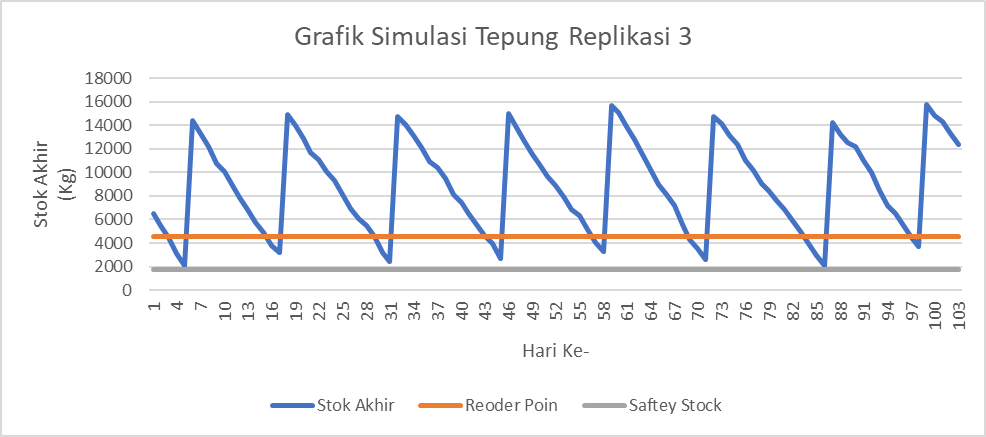 Grafik Simulasi Tepung Replikasi 3
18000
16000
14000
12000
10000
8000
6000
4000
2000
0
Stok Akhir
(Kg)
1 4 7 10 13 16 19 22 25 28 31 34 37 40 43 46 49 52 55 58 61 64 67 70 73 76 79 82 85 88 91 94 97 100 103
Hari Ke-
Stok Akhir Reoder Poin Saftey Stock